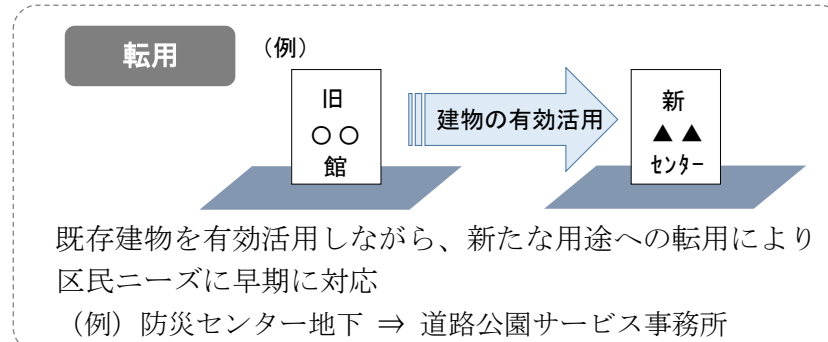 転用
（例）
旧
○○
館
建物の有効活用
新
▲▲
ｾﾝﾀｰ
既存建物を有効活用しながら、新たな用途への転用により
区民ニーズに早期に対応
（例）防災センター地下 ⇒ 道路公園サービス事務所